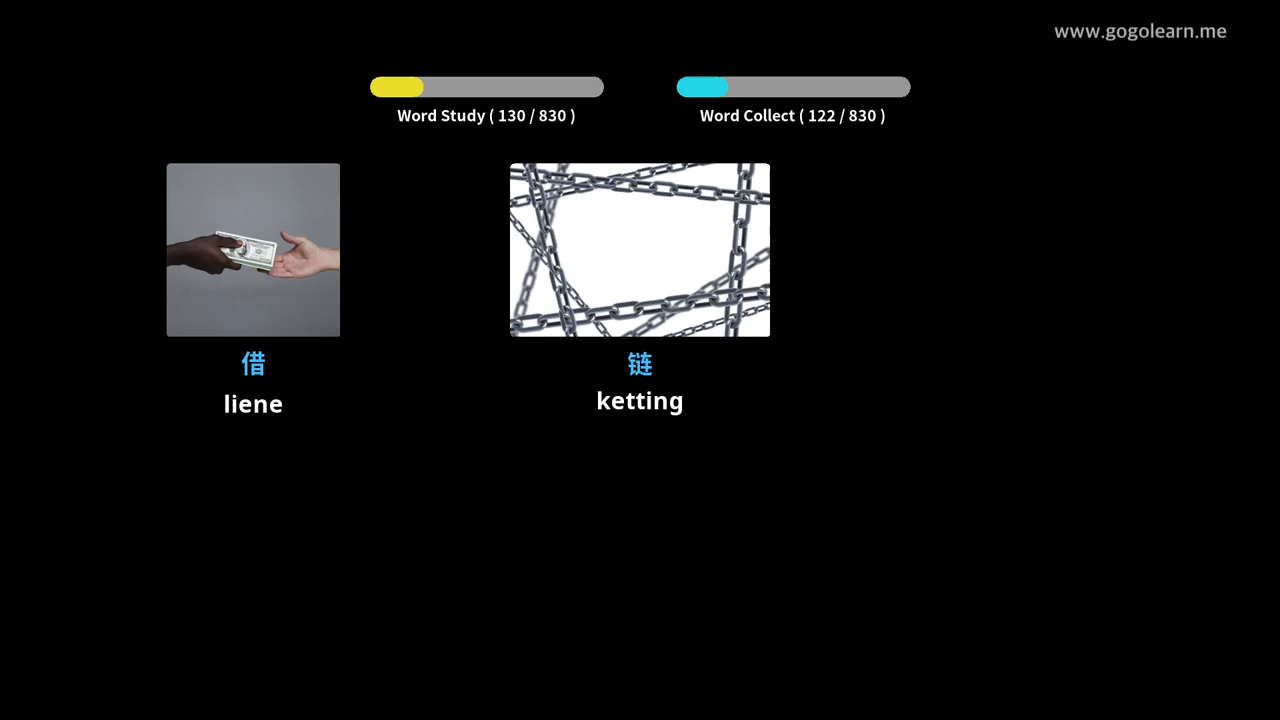 www.gogolearn.me
Word Study ( 130 / 830 )
Word Collect ( 122 / 830 )
借
liene
链
ketting